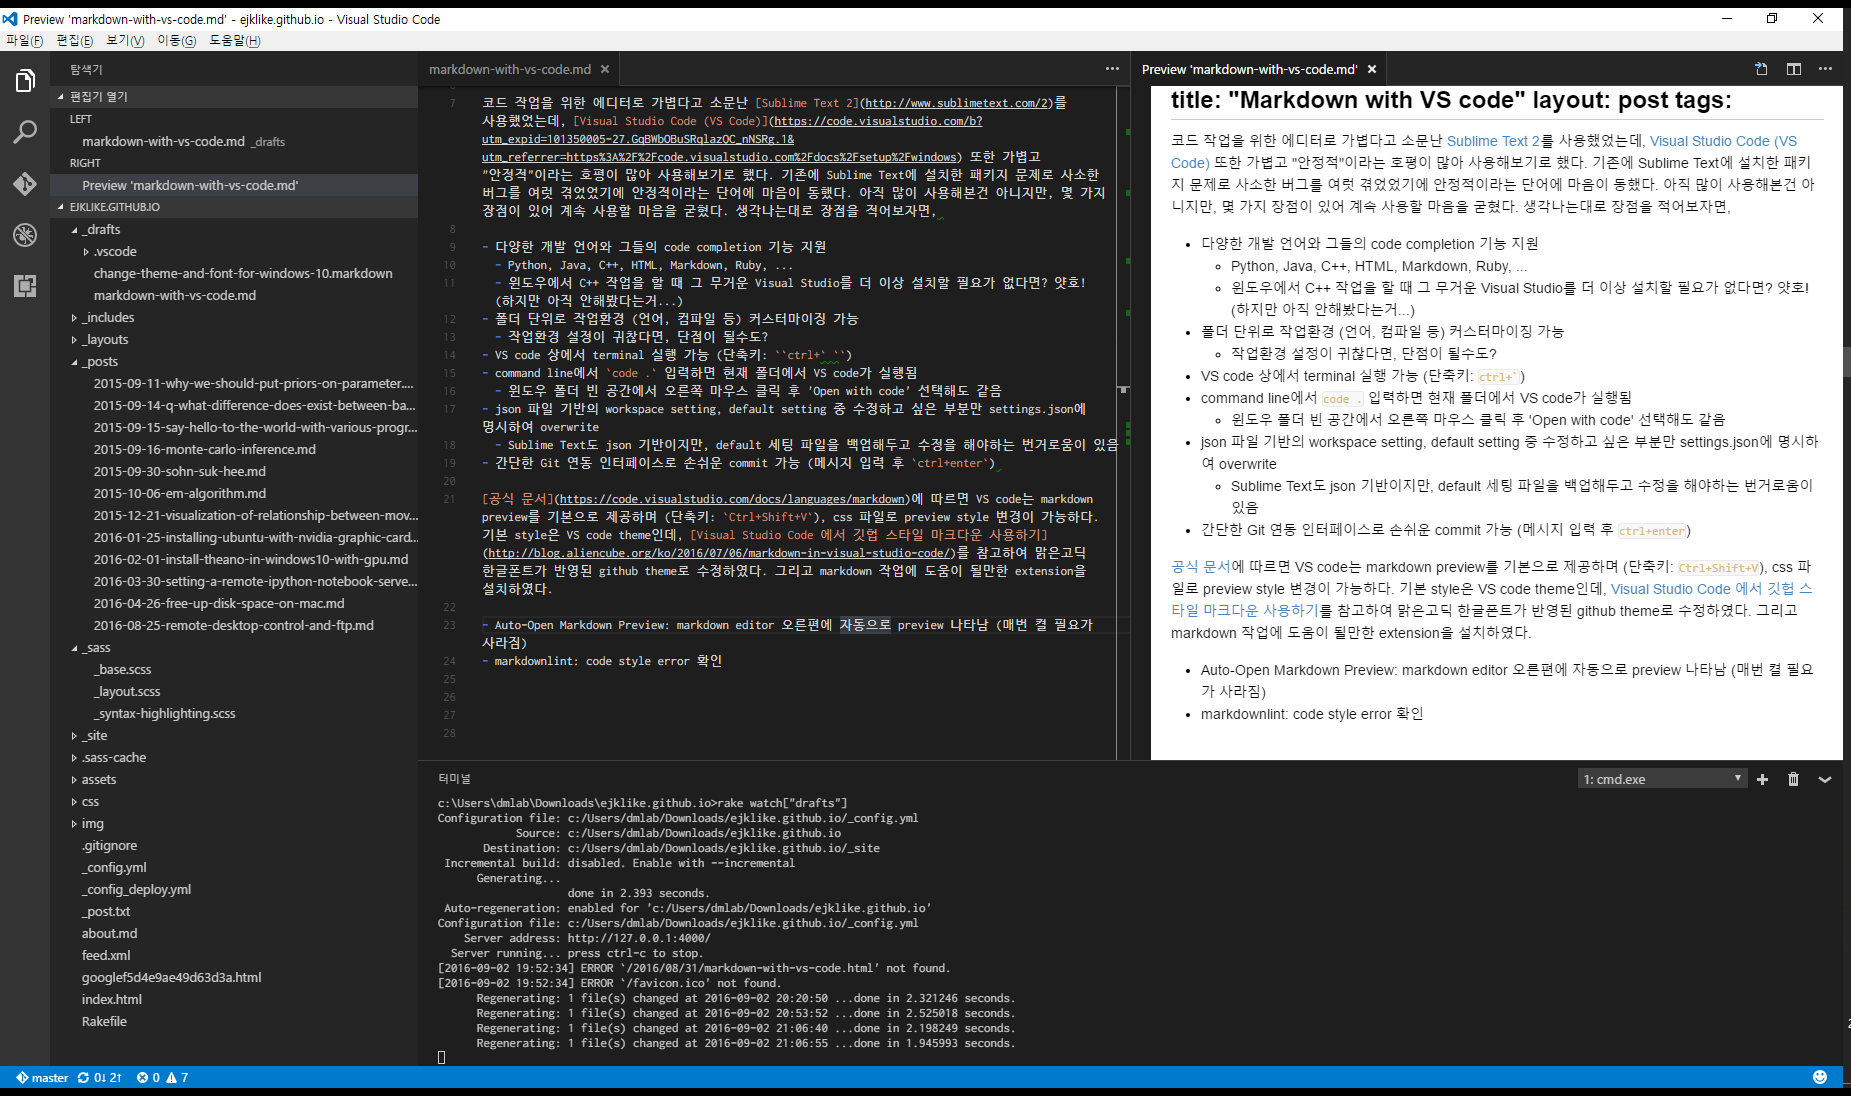 Preview 'markdown-with-vs-code.md' - ejklike.github.io - Visual Studio Code
파일(F) 편집(E) 보기(V) 이동(G) 도움말(H)
탐색기
편집기 열기
LEFT
markdown-with-vs-code.md _drafts
RIGHT
Preview 'markdown-with-vs-code.md'
EJKLIKE.GITHUB.IO
_drafts
.vscode
change-theme-and-font-for-windows-10.markdown
markdown-with-vs-code.md
_includes
_layouts
_posts
2015-09-11-why-we-should-put-priors-on-parameter....
2015-09-14-q-what-difference-does-exist-between-ba...
2015-09-15-say-hello-to-the-world-with-various-progr...
2015-09-16-monte-carlo-inference.md
2015-09-30-sohn-suk-hee.md
2015-10-06-em-algorithm.md
2015-12-21-visualization-of-relationship-between-mov...
2016-01-25-installing-ubuntu-with-nvidia-graphic-card...
2016-02-01-install-theano-in-windows10-with-gpu.md
2016-03-30-setting-a-remote-ipython-notebook-serve...
2016-04-26-free-up-disk-space-on-mac.md
2016-08-25-remote-desktop-control-and-ftp.md
_sass
_base.scss
_layout.scss
_syntax-highlighting.scss
_site
.sass-cache
assets
css
img
.gitignore
_config.yml
_config_deploy.yml
_post.txt
about.md
feed.xml
googlef5d4e9ae49d63d3a.html
index.html
Rakefile
markdown-with-vs-code.md
7 코드 작업을 위한 에디터로 가볍다고 소문난 [Sublime Text 2](http://www.sublimetext.com/2)를
사용했었는데, [Visual Studio Code (VS Code)](https://code.visualstudio.com/b?
utm_expid=101350005-27.GqBWbOBuSRqlazQC_nNSRg.1&
utm_referrer=https%3A%2F%2Fcode.visualstudio.com%2Fdocs%2Fsetup%2Fwindows) 또한 가볍고
"안정적"이라는 호평이 많아 사용해보기로 했다. 기존에 Sublime Text에 설치한 패키지 문제로 사소한
버그를 여럿 겪었었기에 안정적이라는 단어에 마음이 동했다. 아직 많이 사용해본건 아니지만, 몇 가지
장점이 있어 계속 사용할 마음을 굳혔다. 생각나는대로 장점을 적어보자면,
8
9 - 다양한 개발 언어와 그들의 code completion 기능 지원
10 - Python, Java, C++, HTML, Markdown, Ruby, ...
11 - 윈도우에서 C++ 작업을 할 때 그 무거운 Visual Studio를 더 이상 설치할 필요가 없다면? 얏호!
(하지만 아직 안해봤다는거...)
12 - 폴더 단위로 작업환경 (언어, 컴파일 등) 커스터마이징 가능
13 - 작업환경 설정이 귀찮다면, 단점이 될수도?
14 - VS code 상에서 terminal 실행 가능 (단축키: ``ctrl+` ``)
15 - command line에서 `code .` 입력하면 현재 폴더에서 VS code가 실행됨
16 - 윈도우 폴더 빈 공간에서 오른쪽 마우스 클릭 후 'Open with code' 선택해도 같음
17 - json 파일 기반의 workspace setting, default setting 중 수정하고 싶은 부분만 settings.json에
명시하여 overwrite
18 - Sublime Text도 json 기반이지만, default 세팅 파일을 백업해두고 수정을 해야하는 번거로움이 있음
19 - 간단한 Git 연동 인터페이스로 손쉬운 commit 가능 (메시지 입력 후 `ctrl+enter`)
20
21 [공식 문서](https://code.visualstudio.com/docs/languages/markdown)에 따르면 VS code는 markdown
preview를 기본으로 제공하며 (단축키: `Ctrl+Shift+V`), css 파일로 preview style 변경이 가능하다.
기본 style은 VS code theme인데, [Visual Studio Code 에서 깃헙 스타일 마크다운 사용하기]
(http://blog.aliencube.org/ko/2016/07/06/markdown-in-visual-studio-code/)를 참고하여 맑은고딕
한글폰트가 반영된 github theme로 수정하였다. 그리고 markdown 작업에 도움이 될만한 extension을
설치하였다.
22
23 - Auto-Open Markdown Preview: markdown editor 오른편에 자동으로 preview 나타남 (매번 켤 필요가
사라짐)
24 - markdownlint: code style error 확인
25
26
27
28
Preview 'markdown-with-vs-code.md'
title: "Markdown with VS code" layout: post tags:
코드 작업을 위한 에디터로 가볍다고 소문난 Sublime Text 2를 사용했었는데, Visual Studio Code (VS
Code) 또한 가볍고 "안정적"이라는 호평이 많아 사용해보기로 했다. 기존에 Sublime Text에 설치한 패키
지 문제로 사소한 버그를 여럿 겪었었기에 안정적이라는 단어에 마음이 동했다. 아직 많이 사용해본건 아
니지만, 몇 가지 장점이 있어 계속 사용할 마음을 굳혔다. 생각나는대로 장점을 적어보자면,
• 다양한 개발 언어와 그들의 code completion 기능 지원
◦ Python, Java, C++, HTML, Markdown, Ruby, ...
◦ 윈도우에서 C++ 작업을 할 때 그 무거운 Visual Studio를 더 이상 설치할 필요가 없다면? 얏호!
(하지만 아직 안해봤다는거...)
• 폴더 단위로 작업환경 (언어, 컴파일 등) 커스터마이징 가능
◦ 작업환경 설정이 귀찮다면, 단점이 될수도?
• VS code 상에서 terminal 실행 가능 (단축키: ctrl+`)
• command line에서 code . 입력하면 현재 폴더에서 VS code가 실행됨
◦ 윈도우 폴더 빈 공간에서 오른쪽 마우스 클릭 후 'Open with code' 선택해도 같음
• json 파일 기반의 workspace setting, default setting 중 수정하고 싶은 부분만 settings.json에 명시하
여 overwrite
◦ Sublime Text도 json 기반이지만, default 세팅 파일을 백업해두고 수정을 해야하는 번거로움이
있음
• 간단한 Git 연동 인터페이스로 손쉬운 commit 가능 (메시지 입력 후 ctrl+enter)
공식 문서에 따르면 VS code는 markdown preview를 기본으로 제공하며 (단축키: Ctrl+Shift+V), css 파
일로 preview style 변경이 가능하다. 기본 style은 VS code theme인데, Visual Studio Code 에서 깃헙 스
타일 마크다운 사용하기를 참고하여 맑은고딕 한글폰트가 반영된 github theme로 수정하였다. 그리고
markdown 작업에 도움이 될만한 extension을 설치하였다.
• Auto-Open Markdown Preview: markdown editor 오른편에 자동으로 preview 나타남 (매번 켤 필요
가 사라짐)
• markdownlint: code style error 확인
터미널
1: cmd.exe
c:\Users\dmlab\Downloads\ejklike.github.io>rake watch["drafts"]
Configuration file: c:/Users/dmlab/Downloads/ejklike.github.io/_config.yml
Source: c:/Users/dmlab/Downloads/ejklike.github.io
Destination: c:/Users/dmlab/Downloads/ejklike.github.io/_site
Incremental build: disabled. Enable with --incremental
Generating...
done in 2.393 seconds.
Auto-regeneration: enabled for 'c:/Users/dmlab/Downloads/ejklike.github.io'
Configuration file: c:/Users/dmlab/Downloads/ejklike.github.io/_config.yml
Server address: http://127.0.0.1:4000/
Server running... press ctrl-c to stop.
[2016-09-02 19:52:34] ERROR `/2016/08/31/markdown-with-vs-code.html' not found.
[2016-09-02 19:52:34] ERROR `/favicon.ico' not found.
Regenerating: 1 file(s) changed at 2016-09-02 20:20:50 ...done in 2.321246 seconds.
Regenerating: 1 file(s) changed at 2016-09-02 20:53:52 ...done in 2.525018 seconds.
Regenerating: 1 file(s) changed at 2016-09-02 21:06:40 ...done in 2.198249 seconds.
Regenerating: 1 file(s) changed at 2016-09-02 21:06:55 ...done in 1.945993 seconds.
master 0↓ 2↑ 0 7